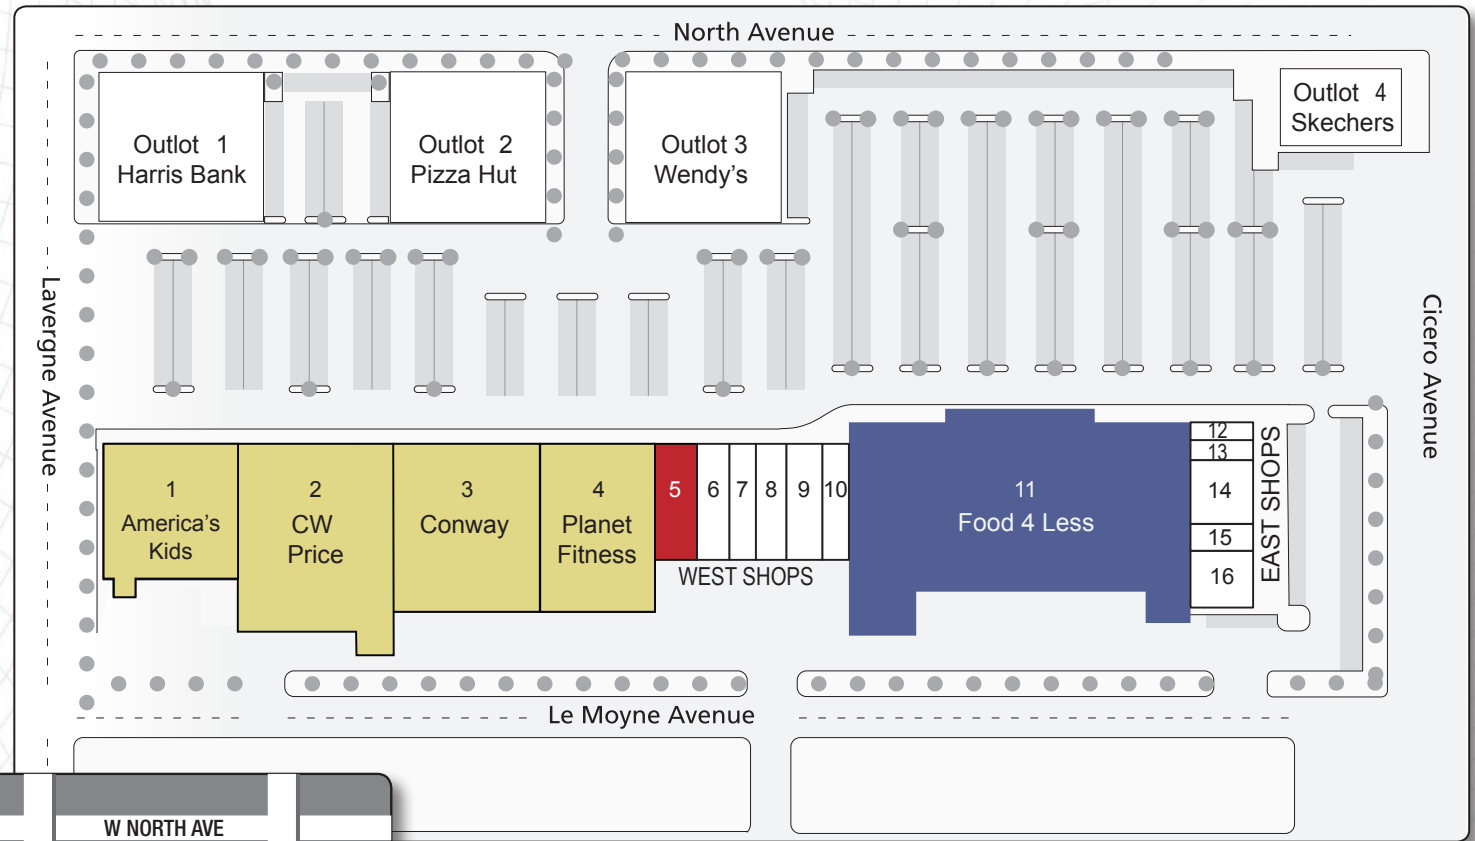 North Avenue
Outlot 4
Skechers
Outlot 1
Harris Bank
Outlot 2
Pizza Hut
Outlot 3
Wendy's
Lavergne Avenue
Cicero Avenue
1
America's
Kids
2
CW
Price
3
Conway
4
Planet
Fitness
5
6
7
8
9
10
WEST SHOPS
11
Food 4 Less
12
13
14
15
16
EAST SHOPS
Le Moyne Avenue
W NORTH AVE